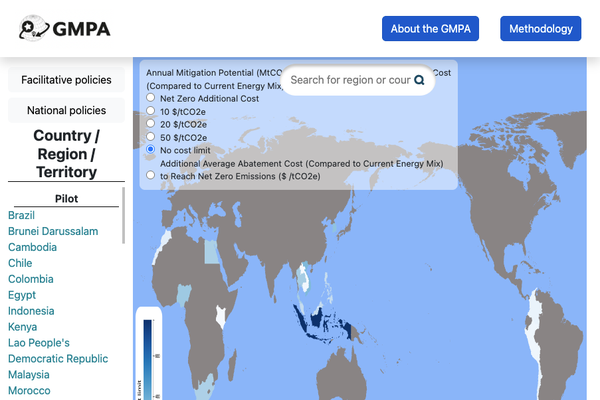 GMPA
About the GMPA
Methodology
Facilitative policies
National policies
Country /
Region /
Territory
Pilot
Brazil
Brunei Darussalam
Cambodia
Chile
Colombia
Egypt
Indonesia
Kenya
Lao People's
Democratic Republic
Malaysia
Morocco
Annual Mitigation Potential (MtCO Cost
Search for region or cour
(Compared to Current Energy Mix
Net Zero Additional Cost
10 $/tCO2e
20 $/tCO2e
50 $/tCO2e
No cost limit
Additional Average Abatement Cost (Compared to Current Energy Mix)
to Reach Net Zero Emissions ($ /tCO2e)